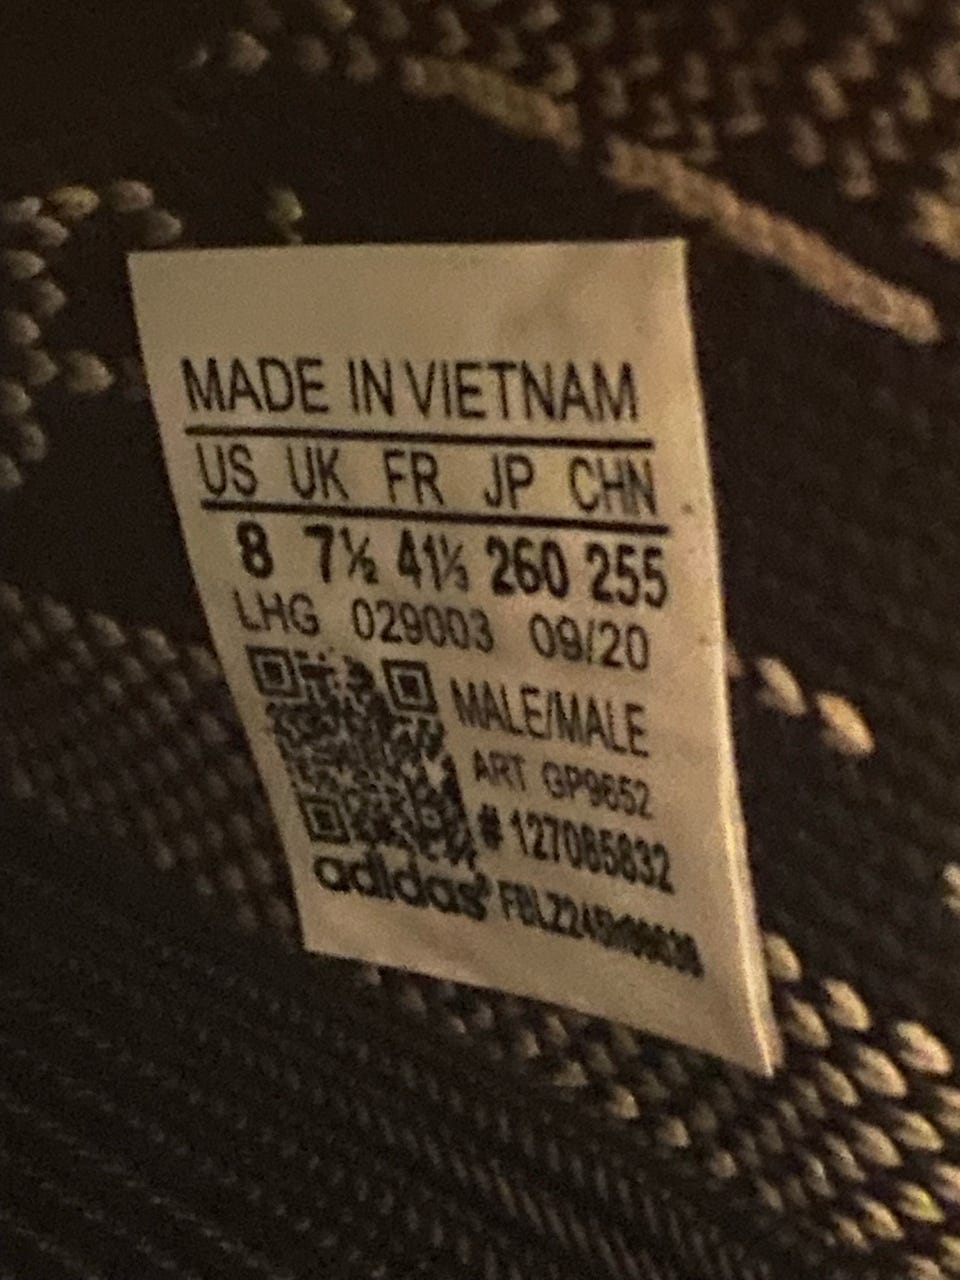 MADE IN VIETNAM
US UK FR JP CHN
8 7½ 41⅓ 260 255
LHG 029003 09/20
MALE/MALE
ART GP9652
# 127085832
adidas